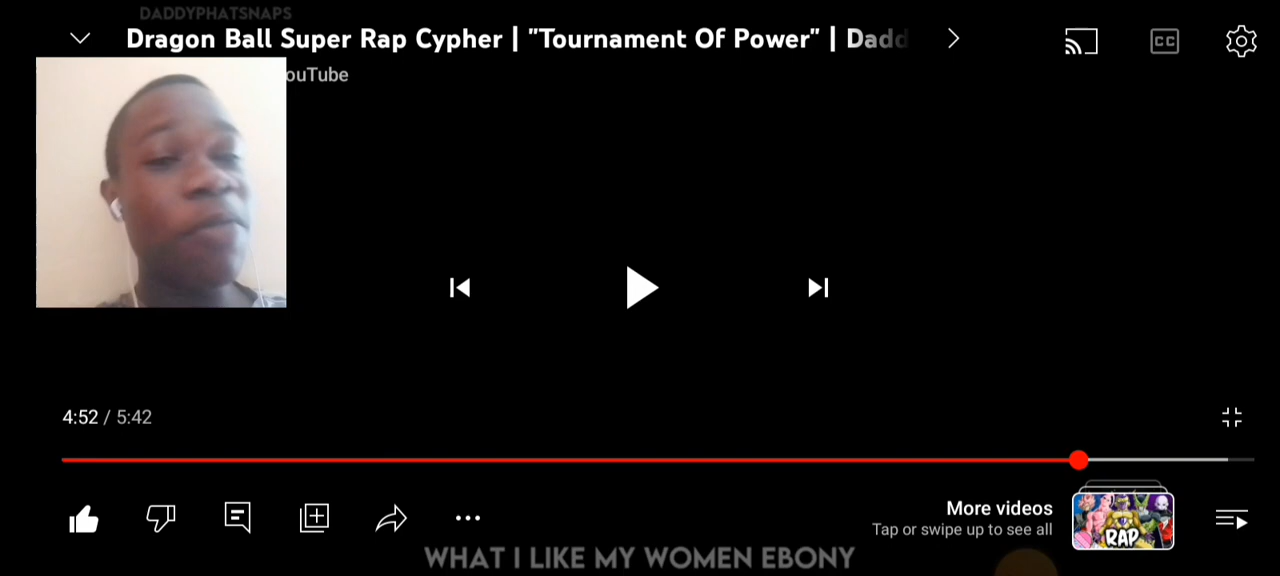 DADDYPHATSNAPS
Dragon Ball Super Rap Cypher | "Tournament Of Power" | Dadd
ouTube
CC
4:52 / 5:42
More videos
Tap or swipe up to see all
RAP
WHAT I LIKE MY WOMEN EBONY